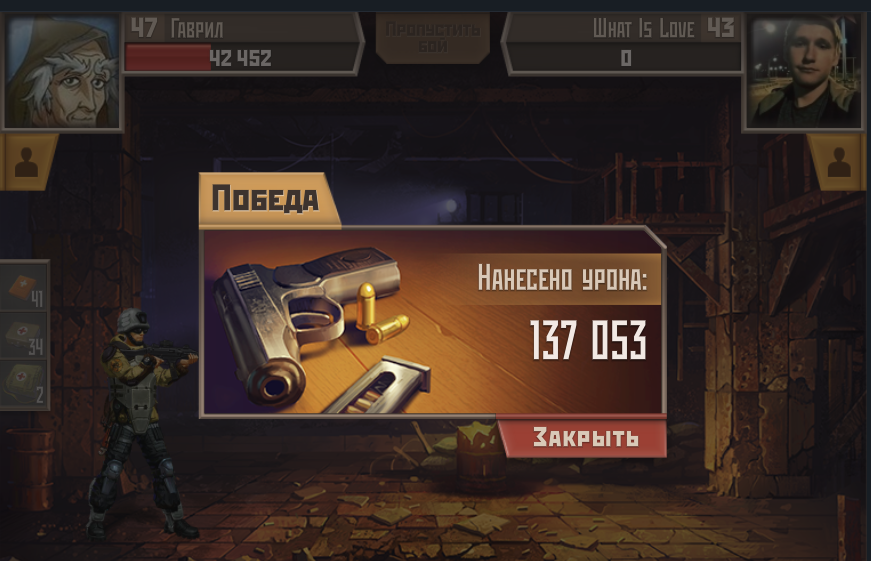 47 Гаврил
42 452
Пропустить
бой
What Is Love 43
0
Победа
Нанесено урона:
137 053
41
34
2
Закрыть